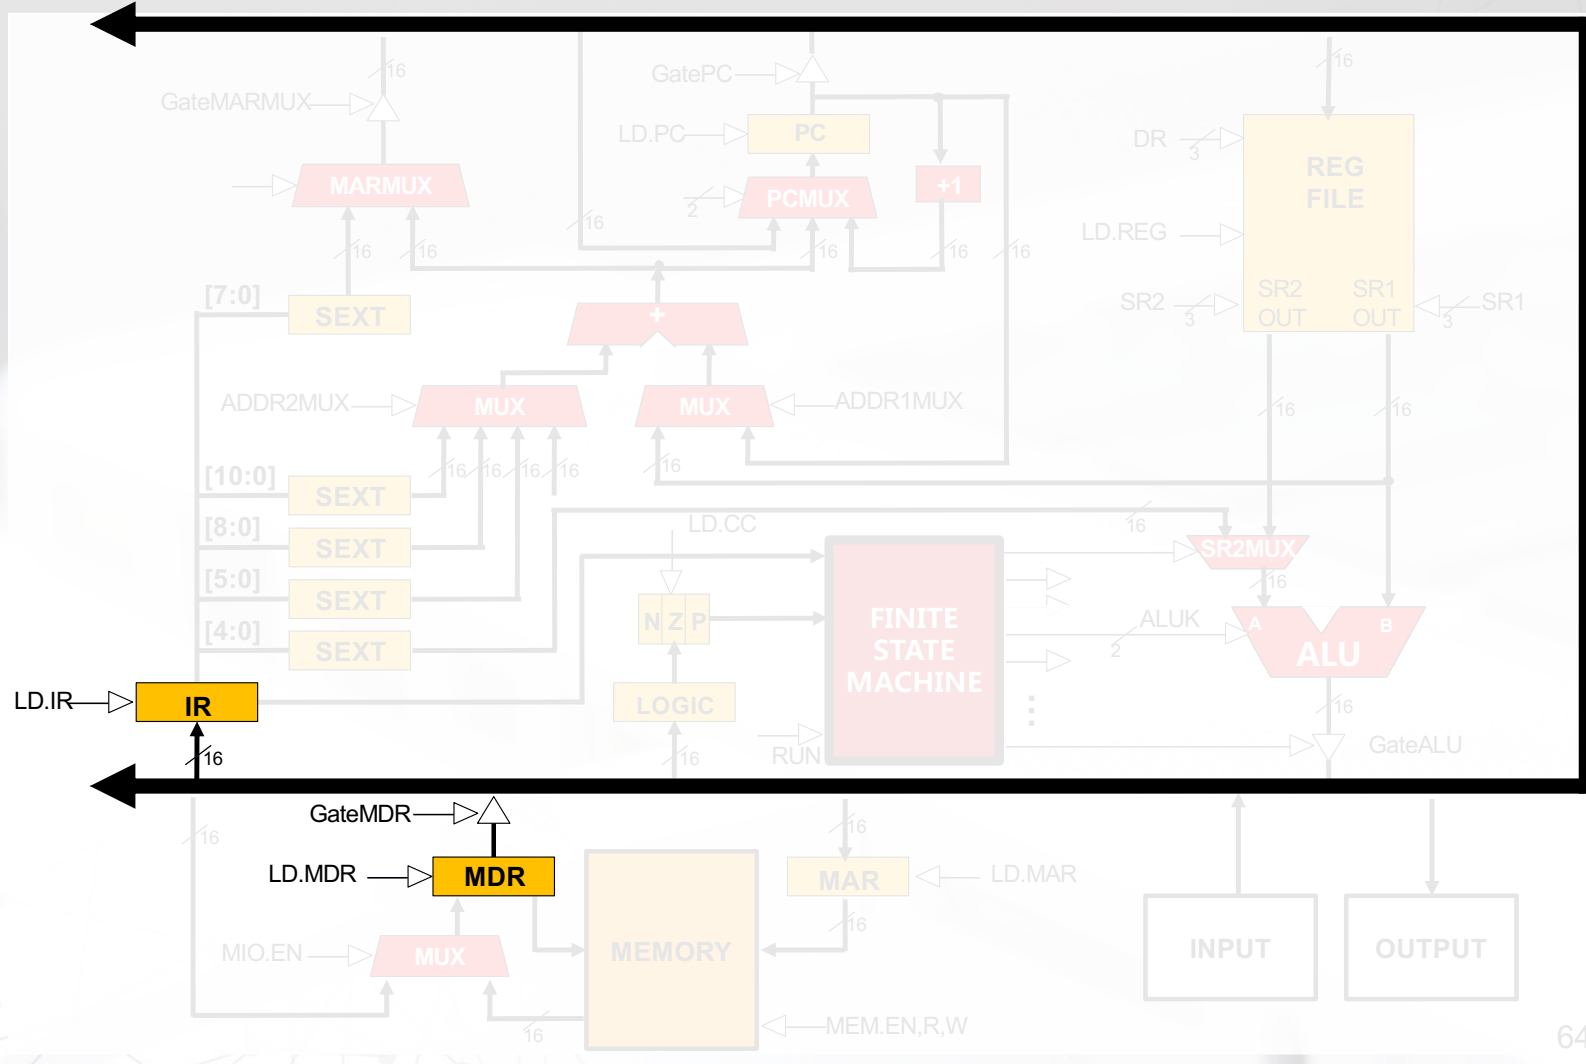 16
GatePC
GateMARMUX
16
LD.PC
PC
DR
3
REG
FILE
MARMUX
2
PCMUX
+1
16
16
16
16
16
16
LD.REG
[7:0]
SEXT
+
SR2
3
SR2
OUT
SR1
OUT
3
SR1
ADDR2MUX
MUX
MUX
ADDR1MUX
16
16
[10:0]
SEXT
16
16
16
16
16
[8:0]
SEXT
LD.CC
16
SR2MUX
[5:0]
SEXT
16
N Z P
FINITE
STATE
MACHINE
ALUK
2
A
B
ALU
[4:0]
SEXT
LD.IR
IR
LOGIC
16
16
16
RUN
GateALU
GateMDR
16
16
LD.MDR
MDR
MAR
LD.MAR
16
MIO.EN
MUX
MEMORY
INPUT
OUTPUT
16
MEM.EN,R,W
64